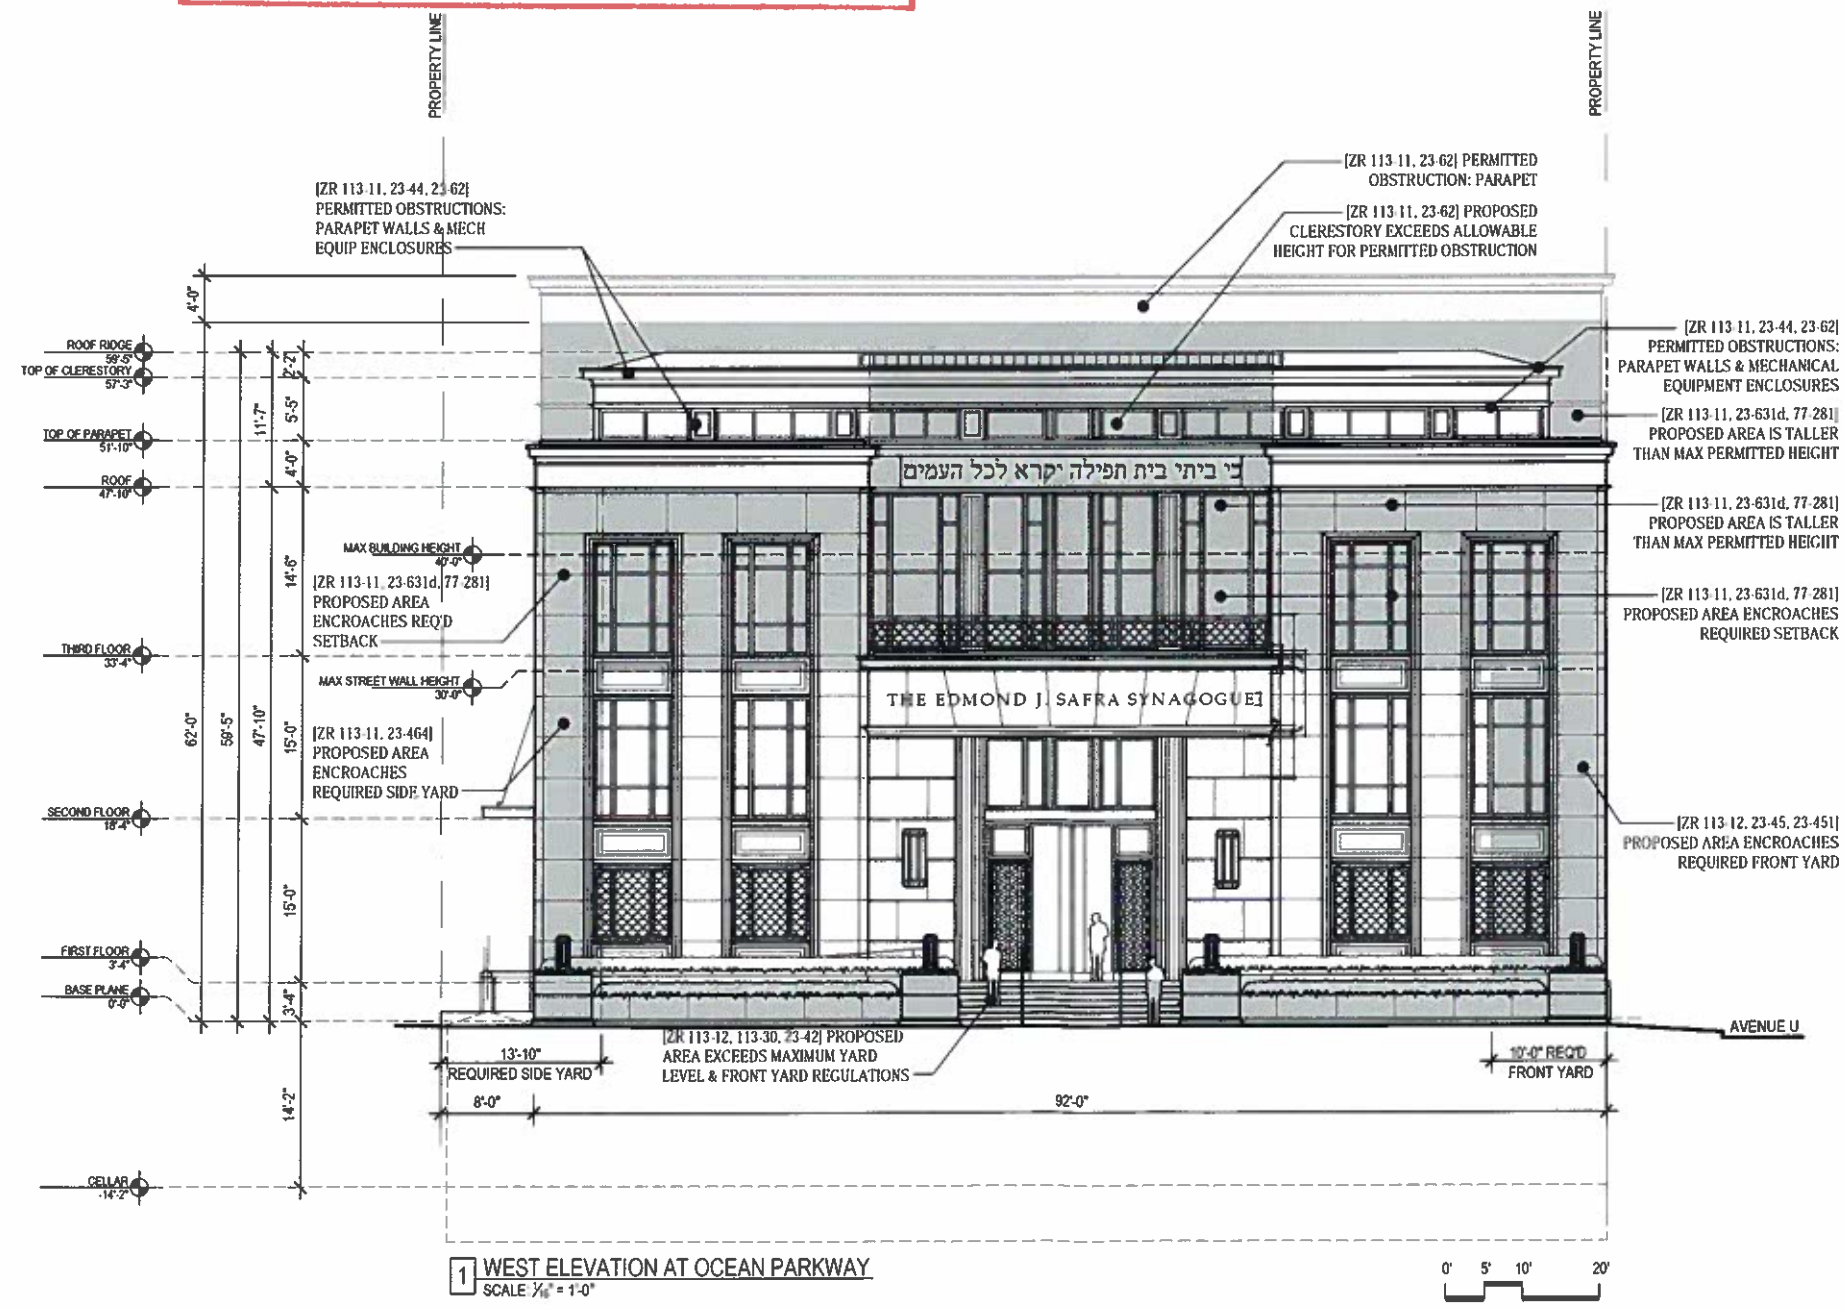 PROPERTY LINE
PROPERTY LINE
[ZR 113-11, 23-44, 23-62]
PERMITTED OBSTRUCTIONS:
PARAPET WALLS & MECH
EQUIP ENCLOSURES
[ZR 113-11, 23-62] PERMITTED
OBSTRUCTION: PARAPET
[ZR 113-11, 23-62] PROPOSED
CLERESTORY EXCEEDS ALLOWABLE
HEIGHT FOR PERMITTED OBSTRUCTION
[ZR 113-11, 23-44, 23-62]
PERMITTED OBSTRUCTIONS:
PARAPET WALLS & MECHANICAL
EQUIPMENT ENCLOSURES
[ZR 113-11, 23-631d, 77-281]
PROPOSED AREA IS TALLER
THAN MAX PERMITTED HEIGHT
[ZR 113-11, 23-631d, 77-281]
PROPOSED AREA IS TALLER
THAN MAX PERMITTED HEIGHT
[ZR 113-11, 23-631d, 77-281]
PROPOSED AREA ENCROACHES
REQUIRED SETBACK
[ZR 113-12, 23-45, 23-451]
PROPOSED AREA ENCROACHES
REQUIRED FRONT YARD
ROOF RIDGE
59'-5"
TOP OF CLERESTORY
57'-3"
TOP OF PARAPET
51'-10"
ROOF
47'-10"
MAX BUILDING HEIGHT
40'-0"
[ZR 113-11, 23-631d, 77-281]
PROPOSED AREA
ENCROACHES REQ'D
SETBACK
THIRD FLOOR
33'-4"
MAX STREET WALL HEIGHT
30'-0"
[ZR 113-11, 23-464]
PROPOSED AREA
ENCROACHES
REQUIRED SIDE YARD
SECOND FLOOR
18'-4"
FIRST FLOOR
3'-4"
BASE PLANE
0'-0"
CELLAR
-14'-2"
4'-0"
62'-0"
59'-5"
11'-7"
47'-10"
2'-2"
5'-5"
4'-0"
14'-6"
15'-0"
15'-0"
3'-4"
14'-2"
כי ביתי בית תפילה יקרא לכל העמים
THE EDMOND J. SAFRA SYNAGOGUE
[ZR 113-12, 113-30, 23-42] PROPOSED
AREA EXCEEDS MAXIMUM YARD
LEVEL & FRONT YARD REGULATIONS
13'-10"
REQUIRED SIDE YARD
10'-0" REQ'D
FRONT YARD
AVENUE U
8'-0"
92'-0"
1 WEST ELEVATION AT OCEAN PARKWAY
SCALE: 1/16" = 1'-0"
0' 5' 10' 20'